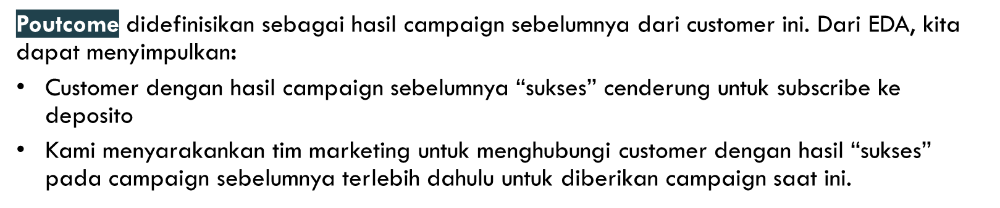 Poutcome didefinisikan sebagai hasil campaign sebelumnya dari customer ini. Dari EDA, kita
dapat menyimpulkan:
• Customer dengan hasil campaign sebelumnya “sukses” cenderung untuk subscribe ke
deposito
• Kami menyarakankan tim marketing untuk menghubungi customer dengan hasil “sukses”
pada campaign sebelumnya terlebih dahulu untuk diberikan campaign saat ini.